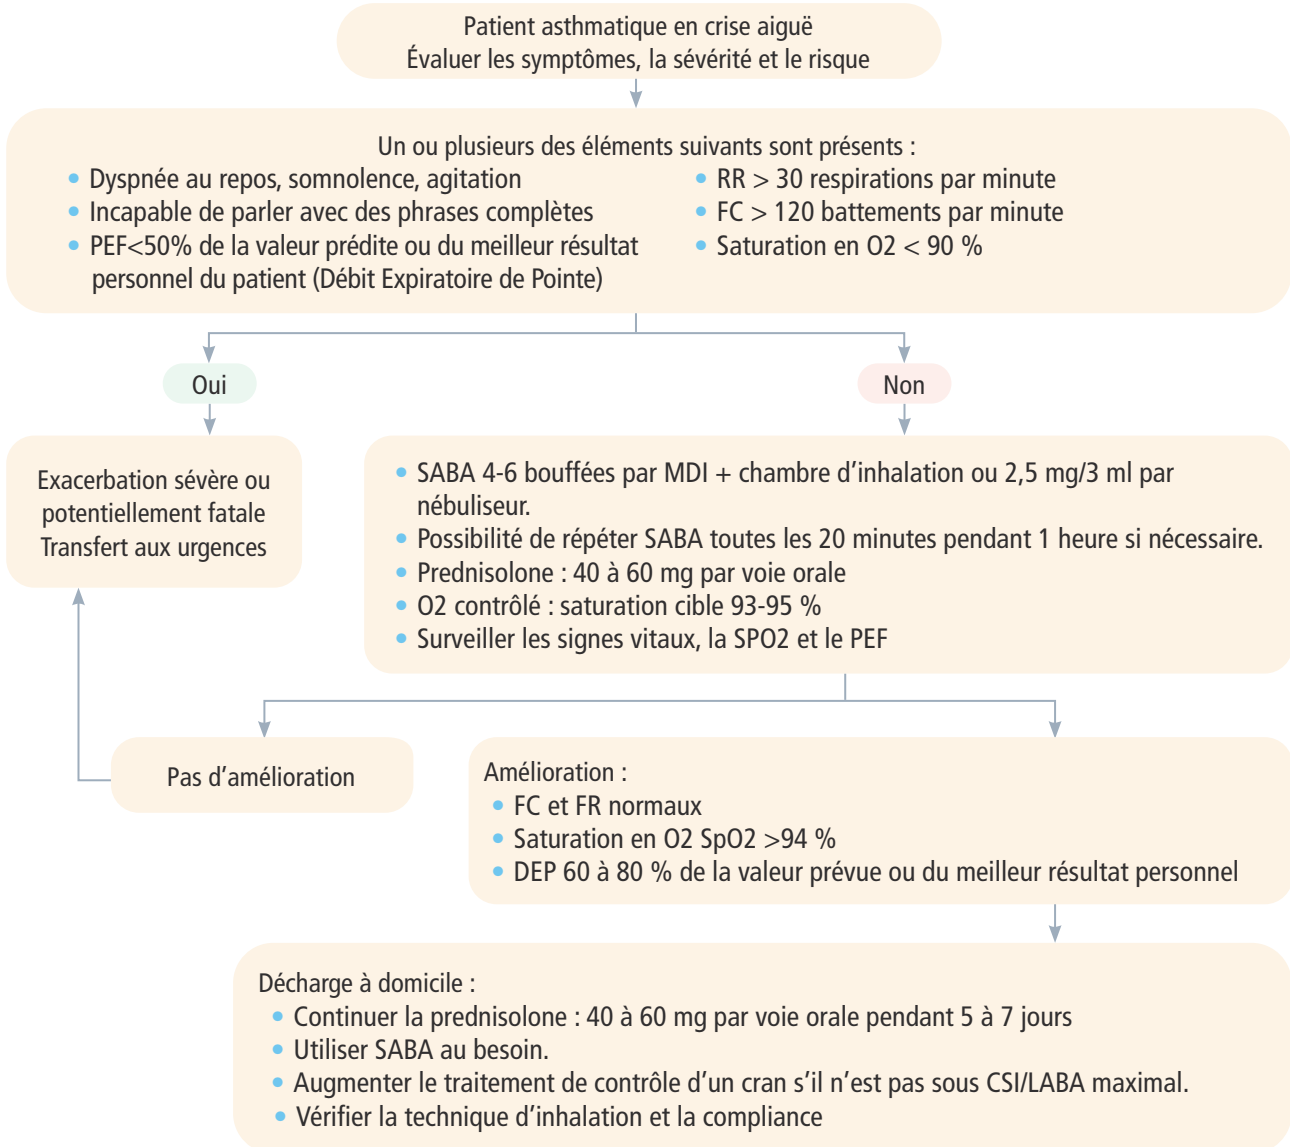 Patient asthmatique en crise aiguë
Évaluer les symptômes, la sévérité et le risque
Un ou plusieurs des éléments suivants sont présents :
• Dyspnée au repos, somnolence, agitation
• Incapable de parler avec des phrases complètes
• PEF<50% de la valeur prédite ou du meilleur résultat
personnel du patient (Débit Expiratoire de Pointe)
• RR > 30 respirations par minute
• FC > 120 battements par minute
• Saturation en O2 < 90 %
Oui
Non
Exacerbation sévère ou
potentiellement fatale
Transfert aux urgences
• SABA 4-6 bouffées par MDI + chambre d’inhalation ou 2,5 mg/3 ml par
nébuliseur.
• Possibilité de répéter SABA toutes les 20 minutes pendant 1 heure si nécessaire.
• Prednisolone : 40 à 60 mg par voie orale
• O2 contrôlé : saturation cible 93-95 %
• Surveiller les signes vitaux, la SPO2 et le PEF
Pas d’amélioration
Amélioration :
• FC et FR normaux
• Saturation en O2 SpO2 >94 %
• DEP 60 à 80 % de la valeur prévue ou du meilleur résultat personnel
Décharge à domicile :
• Continuer la prednisolone : 40 à 60 mg par voie orale pendant 5 à 7 jours
• Utiliser SABA au besoin.
• Augmenter le traitement de contrôle d’un cran s’il n’est pas sous CSI/LABA maximal.
• Vérifier la technique d’inhalation et la compliance